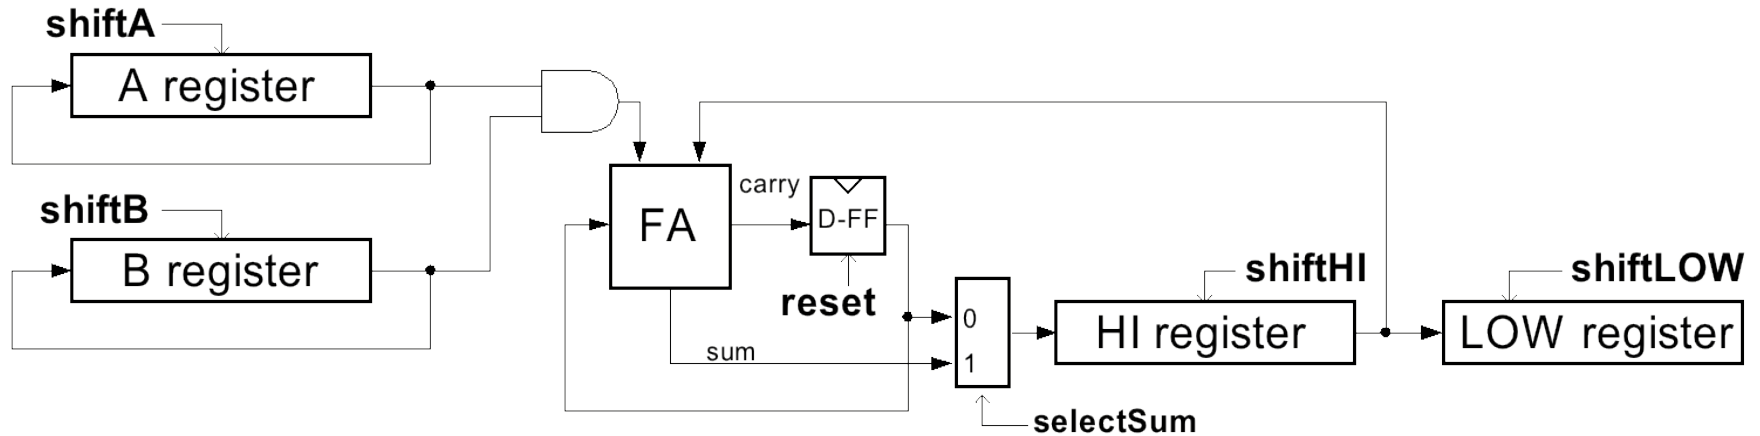 shiftA
A register
shiftB
B register
FA
carry
D-FF
reset
sum
0
1
selectSum
shiftHI
HI register
shiftLOW
LOW register